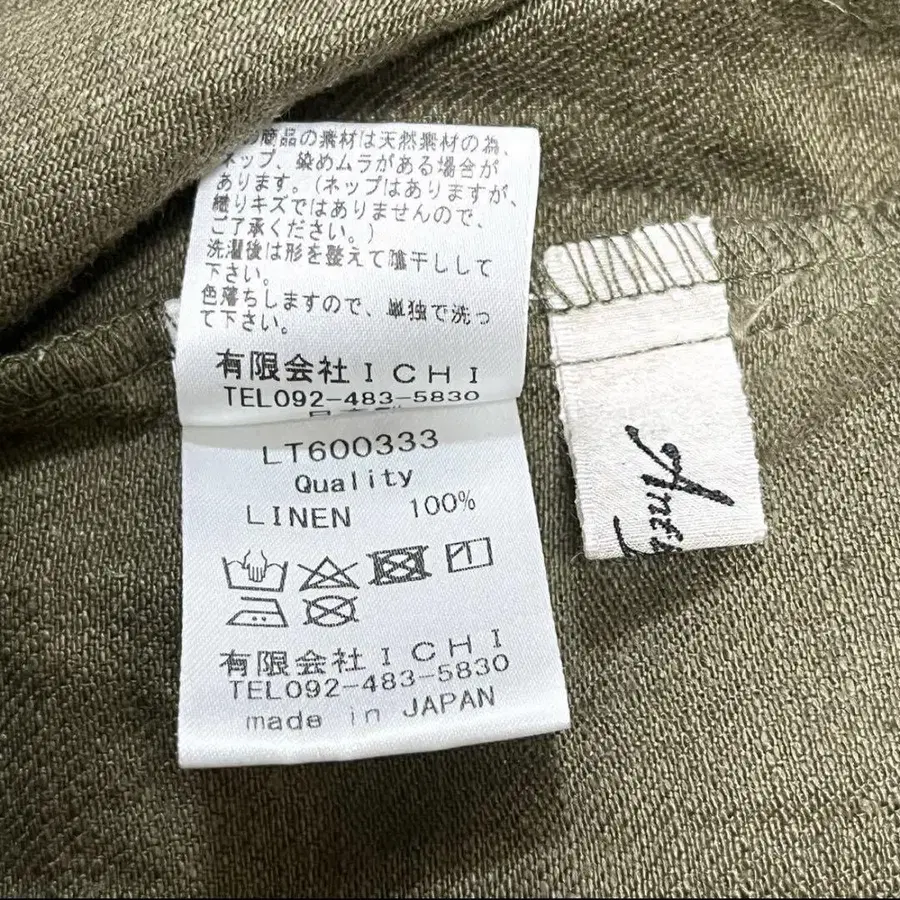 の商品の素材は天然素材の為、
ネップ、染めムラがある場合が
あります。(ネップはありますが、
織りキズではありませんので、
ご了承ください。)
洗濯後は形を整えて陰干しして
下さい。
色落ちしますので、単独で洗っ
て下さい。
有限会社ICHI
TEL092-483-5830
LT600333
Quality
LINEN 100%
有限会社ICHI
TEL092-483-5830
made in JAPAN